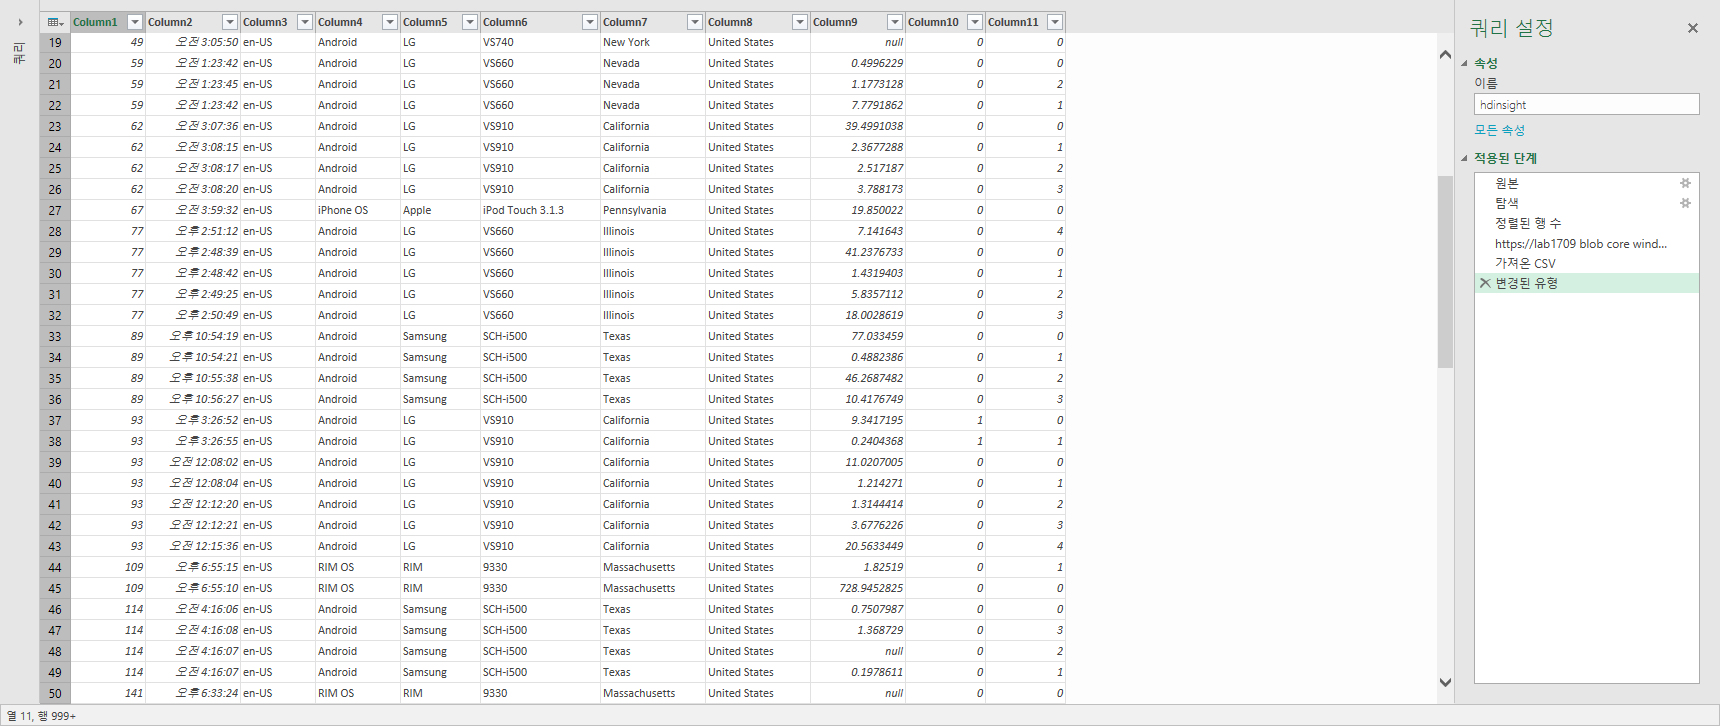 쿼리
Column1 Column2 Column3 Column4 Column5 Column6 Column7 Column8 Column9 Column10 Column11
19 49 오전 3:05:50 en-US Android LG VS740 New York United States null 0 0
20 59 오전 1:23:42 en-US Android LG VS660 Nevada United States 0.4996229 0 0
21 59 오전 1:23:45 en-US Android LG VS660 Nevada United States 1.1773128 0 2
22 59 오전 1:23:42 en-US Android LG VS660 Nevada United States 7.7791862 0 1
23 62 오전 3:07:36 en-US Android LG VS910 California United States 39.4991038 0 0
24 62 오전 3:08:15 en-US Android LG VS910 California United States 2.3677288 0 1
25 62 오전 3:08:17 en-US Android LG VS910 California United States 2.517187 0 2
26 62 오전 3:08:20 en-US Android LG VS910 California United States 3.788173 0 3
27 67 오전 3:59:32 en-US iPhone OS Apple iPod Touch 3.1.3 Pennsylvania United States 19.850022 0 0
28 77 오후 2:51:12 en-US Android LG VS660 Illinois United States 7.141643 0 4
29 77 오후 2:48:39 en-US Android LG VS660 Illinois United States 41.2376733 0 0
30 77 오후 2:48:42 en-US Android LG VS660 Illinois United States 1.4319403 0 1
31 77 오후 2:49:25 en-US Android LG VS660 Illinois United States 5.8357112 0 2
32 77 오후 2:50:49 en-US Android LG VS660 Illinois United States 18.0028619 0 3
33 89 오후 10:54:19 en-US Android Samsung SCH-i500 Texas United States 77.033459 0 0
34 89 오후 10:54:21 en-US Android Samsung SCH-i500 Texas United States 0.4882386 0 1
35 89 오후 10:55:38 en-US Android Samsung SCH-i500 Texas United States 46.2687482 0 2
36 89 오후 10:56:27 en-US Android Samsung SCH-i500 Texas United States 10.4176749 0 3
37 93 오후 3:26:52 en-US Android LG VS910 California United States 9.3417195 1 0
38 93 오후 3:26:55 en-US Android LG VS910 California United States 0.2404368 1 1
39 93 오전 12:08:02 en-US Android LG VS910 California United States 11.0207005 0 0
40 93 오전 12:08:04 en-US Android LG VS910 California United States 1.214271 0 1
41 93 오전 12:12:20 en-US Android LG VS910 California United States 1.3144414 0 2
42 93 오전 12:12:21 en-US Android LG VS910 California United States 3.6776226 0 3
43 93 오전 12:15:36 en-US Android LG VS910 California United States 20.5633449 0 4
44 109 오후 6:55:15 en-US RIM OS RIM 9330 Massachusetts United States 1.82519 0 1
45 109 오후 6:55:10 en-US RIM OS RIM 9330 Massachusetts United States 728.9452825 0 0
46 114 오전 4:16:06 en-US Android Samsung SCH-i500 Texas United States 0.7507987 0 0
47 114 오전 4:16:08 en-US Android Samsung SCH-i500 Texas United States 1.368729 0 3
48 114 오전 4:16:07 en-US Android Samsung SCH-i500 Texas United States null 0 2
49 114 오전 4:16:07 en-US Android Samsung SCH-i500 Texas United States 0.1978611 0 1
50 141 오후 6:33:24 en-US RIM OS RIM 9330 Massachusetts United States null 0 0
열 11, 행 999+
쿼리 설정
속성
이름
hdinsight
모든 속성
적용된 단계
원본
탐색
정렬된 행 수
https://lab1709 blob core wind...
가져온 CSV
변경된 유형